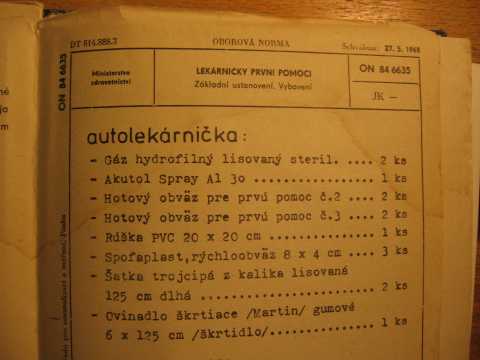 DT 614.888.3
OBOROVÁ NORMA
Schválena: 27. 5. 1968
Ministerstvo
zdravotnictví
LEKÁRNIČKY PRVNÍ POMOCI
Základní ustanovení. Vybavení
ON 84 6635
JK —
ON 84 6635
autolekárnička:
- Gáz hydrofilný lisovaný steril. .... 2 ks
- Akutol Spray Al 30 ................. 1 ks
- Hotový obväz pre prvú pomoc č.2 .... 2 ks
- Hotový obväz pre prvú pomoc č.3 .... 2 ks
- Rúška PVC 20 x 20 cm ............... 1 ks
- Spofaplast,rýchloobväz 8 x 4 cm .... 3 ks
- Šatka trojcípa z kalika lisovaná
125 cm dlhá ........................ 2 ks
- Ovinadlo škrtiace /Martin/ gumové
6 x 125 cm /škrtidlo/............... 1 ks